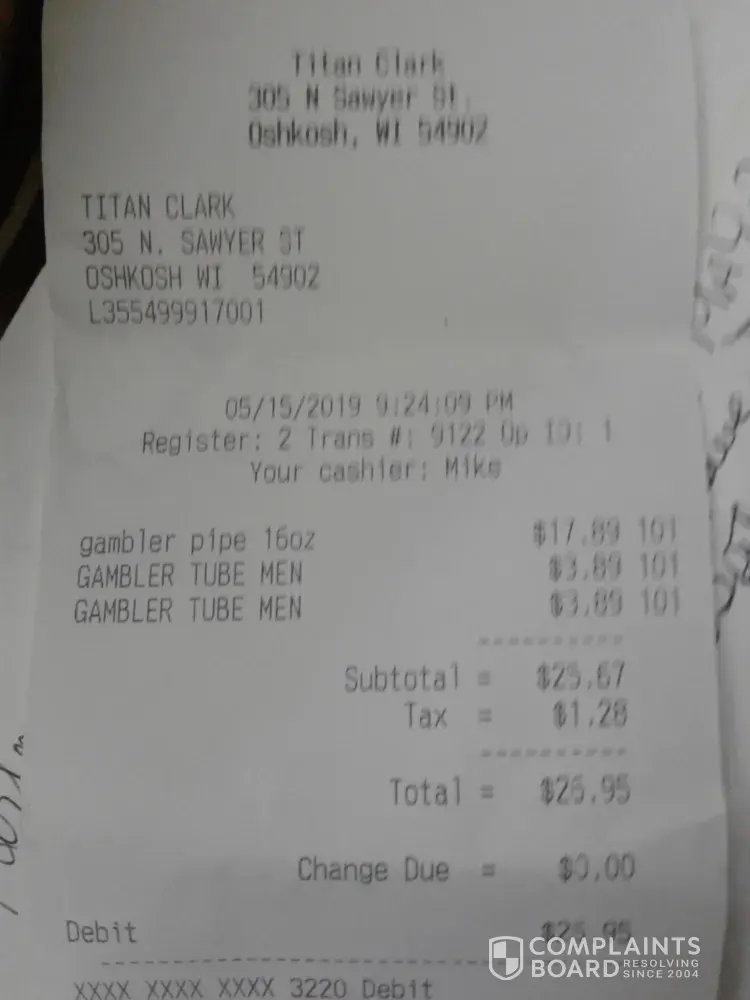 Titan Clark
305 N Sawyer St.
Oshkosh, WI 54902
TITAN CLARK
305 N. SAWYER ST
OSHKOSH WI 54902
L355499917001
05/15/2019 9:24:09 PM
Register: 2 Trans #: 9122 Op ID: 1
Your cashier: Mike
gambler pipe 16oz $17.89 101
GAMBLER TUBE MEN $3.89 101
GAMBLER TUBE MEN $3.89 101
Subtotal = $25.67
Tax = $1.28
Total = $26.95
Change Due = $0.00
Debit $26.95
XXXX XXXX XXXX 3220 Debit
COMPLAINTS
BOARD RESOLVING
SINCE 2004